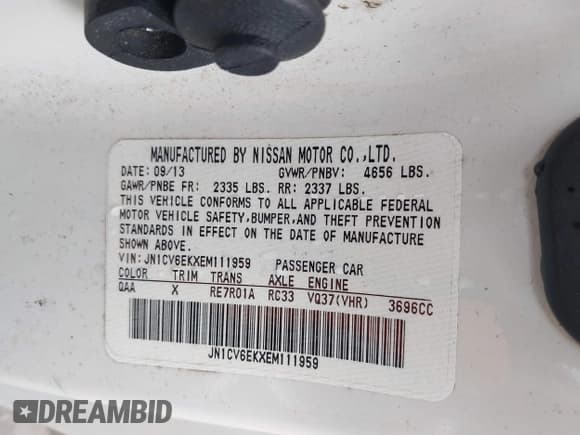 MANUFACTURED BY NISSAN MOTOR CO.,LTD.
DATE: 09/13 GVWR/PNBV: 4656 LBS.
GAWR/PNBE FR: 2335 LBS. RR: 2337 LBS.
THIS VEHICLE CONFORMS TO ALL APPLICABLE FEDERAL
MOTOR VEHICLE SAFETY,BUMPER,AND THEFT PREVENTION
STANDARDS IN EFFECT ON THE DATE OF MANUFACTURE
SHOWN ABOVE.
VIN: JN1CV6EKXEM111959 PASSENGER CAR
COLOR TRIM TRANS AXLE ENGINE
QAA X RE7R01A RC33 VQ37(VHR) 3696CC
JN1CV6EKXEM111959
DREAMBID